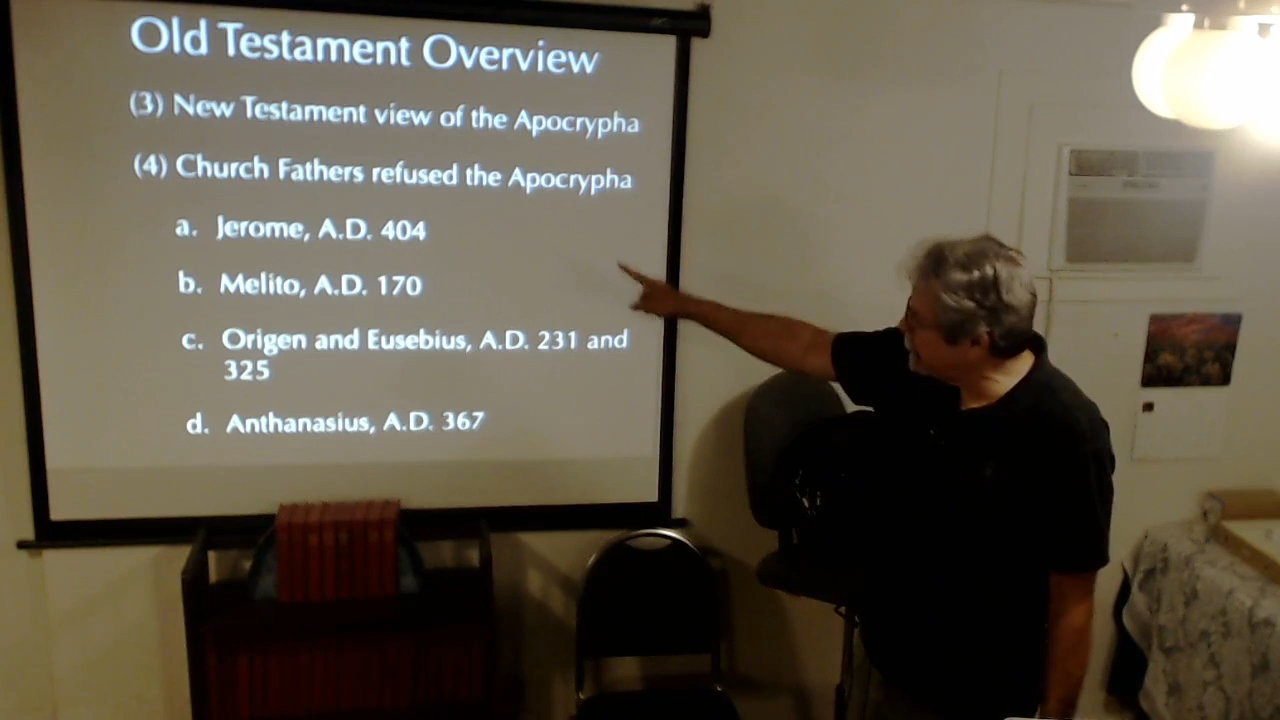 Old Testament Overview
(3) New Testament view of the Apocrypha
(4) Church Fathers refused the Apocrypha
a. Jerome, A.D. 404
b. Melito, A.D. 170
c. Origen and Eusebius, A.D. 231 and
325
d. Anthanasius, A.D. 367